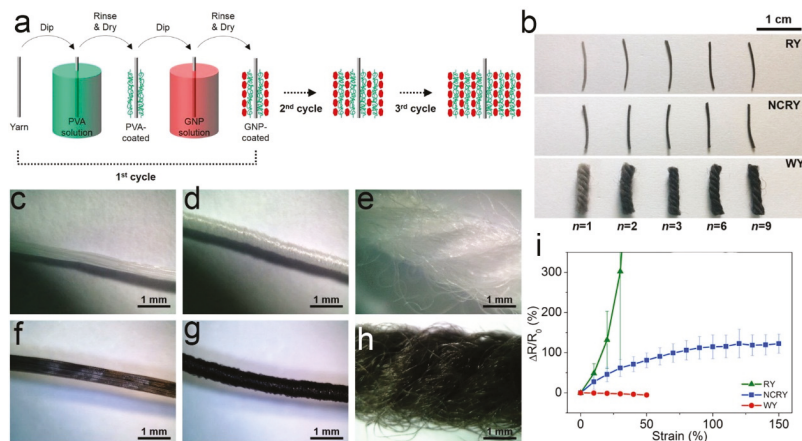 a
Dip
Rinse
& Dry
Dip
Rinse
& Dry
Yarn
PVA
solution
PVA-
coated
GNP
solution
GNP-
coated
2nd cycle
3rd cycle
1st cycle
b
1 cm
RY
NCRY
WY
n=1 n=2 n=3 n=6 n=9
c
1 mm
d
1 mm
e
1 mm
f
1 mm
g
1 mm
h
1 mm
i
ΔR/R0 (%)
300
200
100
0
0 50 100 150
Strain (%)
RY
NCRY
WY